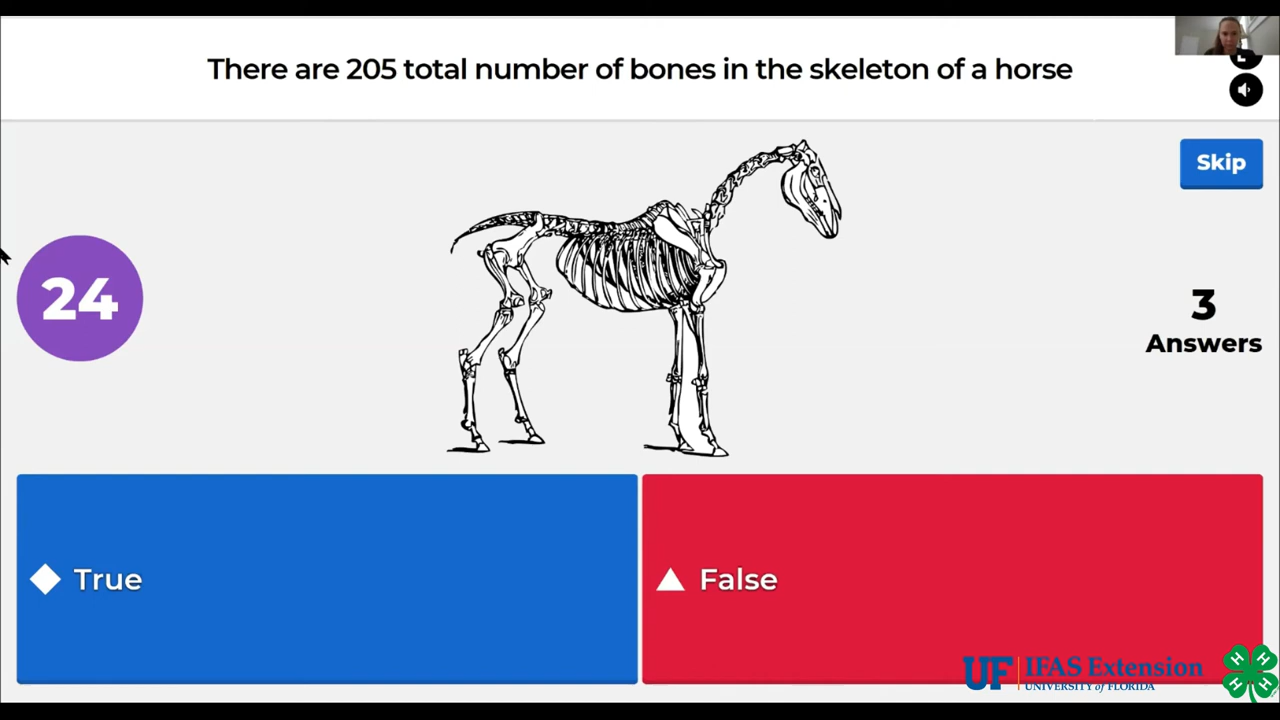 There are 205 total number of bones in the skeleton of a horse
Skip
24
3
Answers
True
False
UF IFAS Extension
UNIVERSITY of FLORIDA
H H
H H